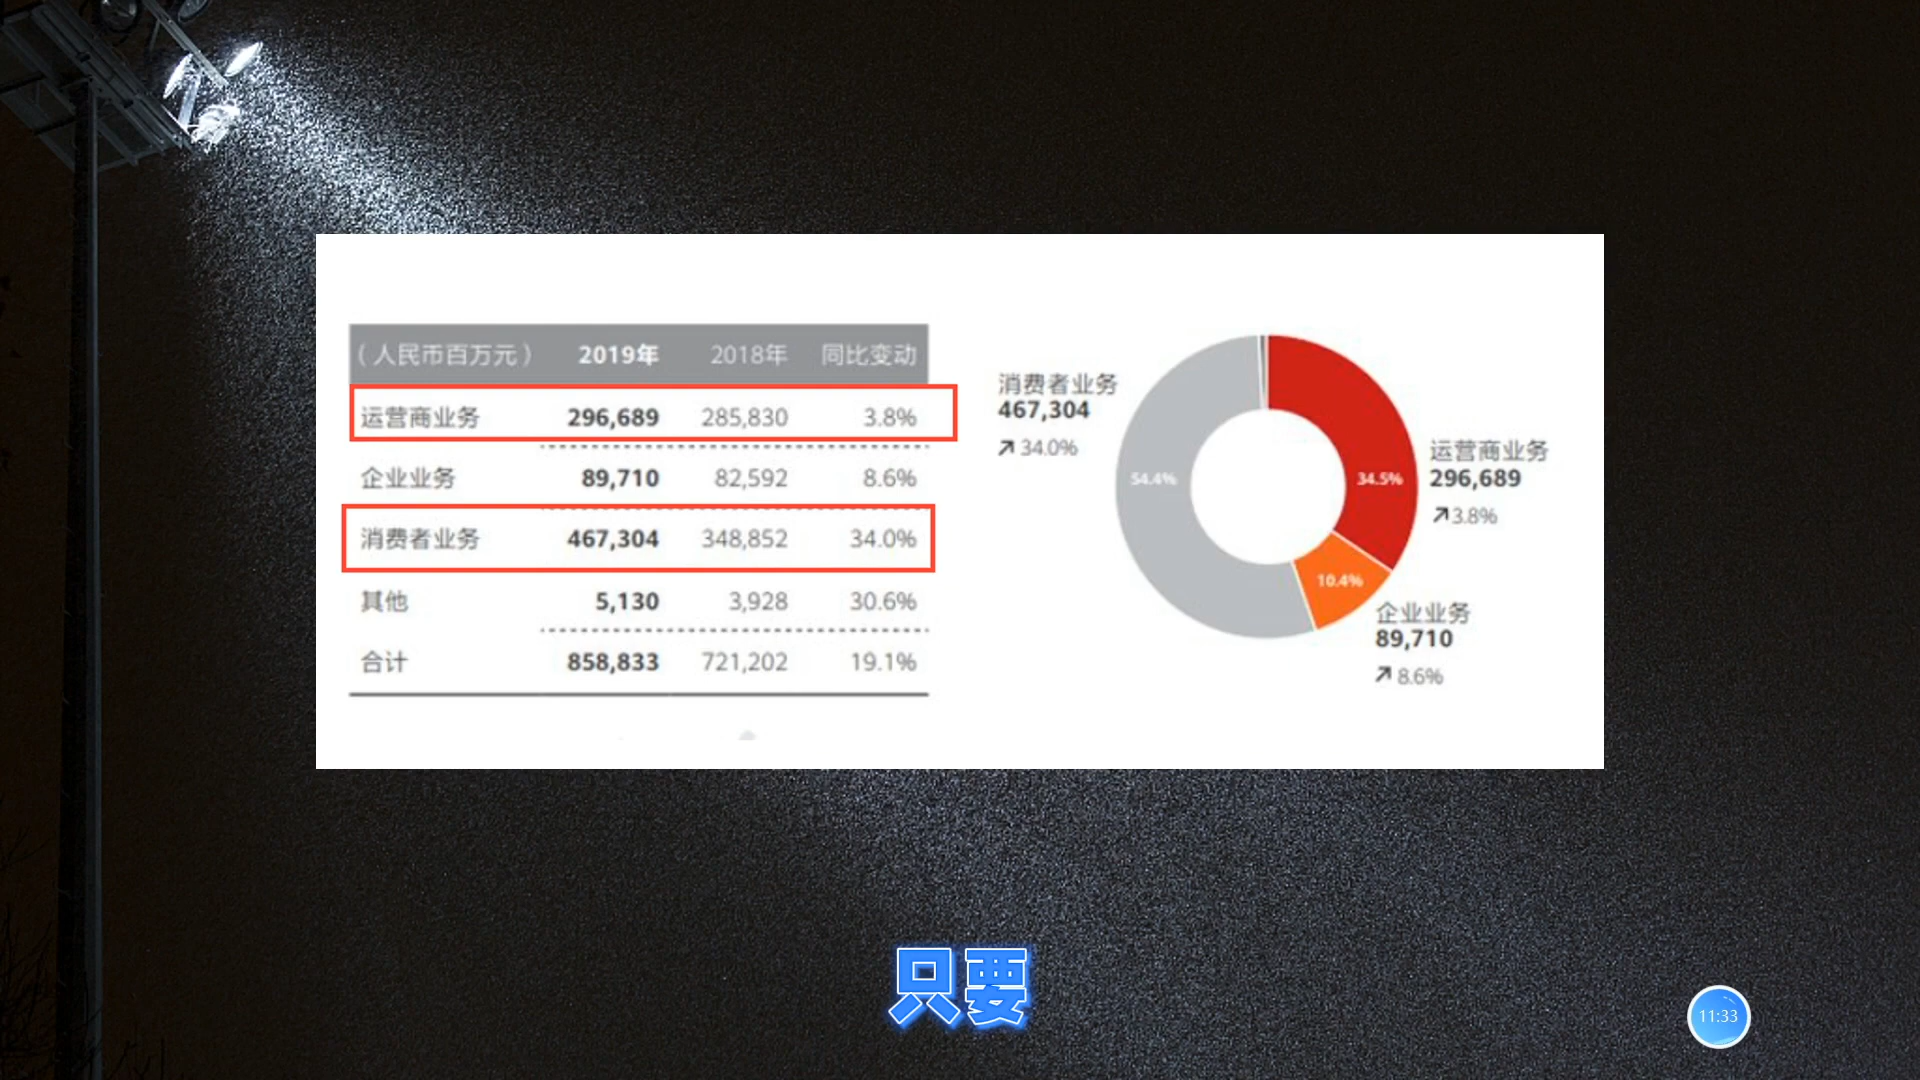 （人民币百万元） 2019年 2018年 同比变动
运营商业务 296,689 285,830 3.8%
企业业务 89,710 82,592 8.6%
消费者业务 467,304 348,852 34.0%
其他 5,130 3,928 30.6%
合计 858,833 721,202 19.1%
消费者业务
467,304
34.0%
54.4%
34.5%
运营商业务
296,689
3.8%
10.4%
企业业务
89,710
8.6%
只要
11:33